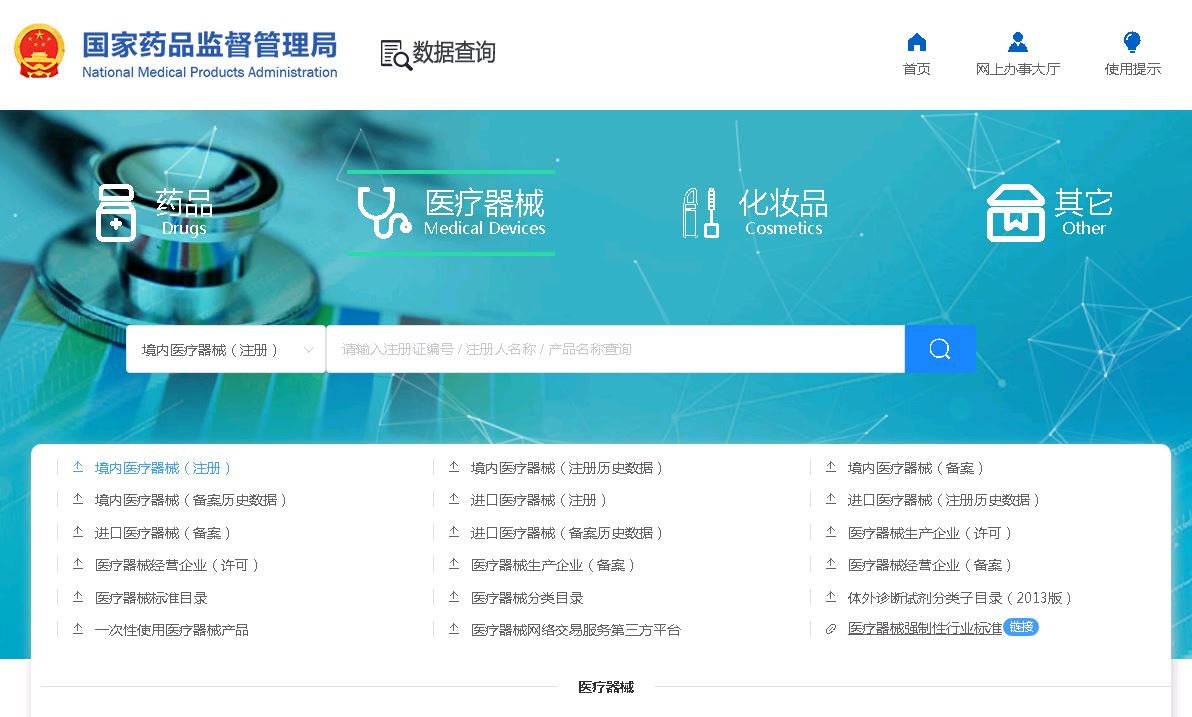 国家药品监督管理局
National Medical Products Administration
数据查询
首页
网上办事大厅
使用提示
药品
Drugs
医疗器械
Medical Devices
化妆品
Cosmetics
其它
Other
境内医疗器械（注册）
请输入注册证编号 / 注册人名称 / 产品名称查询
境内医疗器械（注册） 境内医疗器械（注册历史数据） 境内医疗器械（备案）
境内医疗器械（备案历史数据） 进口医疗器械（注册） 进口医疗器械（注册历史数据）
进口医疗器械（备案） 进口医疗器械（备案历史数据） 医疗器械生产企业（许可）
医疗器械经营企业（许可） 医疗器械生产企业（备案） 医疗器械经营企业（备案）
医疗器械标准目录 医疗器械分类目录 体外诊断试剂分类子目录（2013版）
一次性使用医疗器械产品 医疗器械网络交易服务第三方平台 医疗器械强制性行业标准 链接
医疗器械